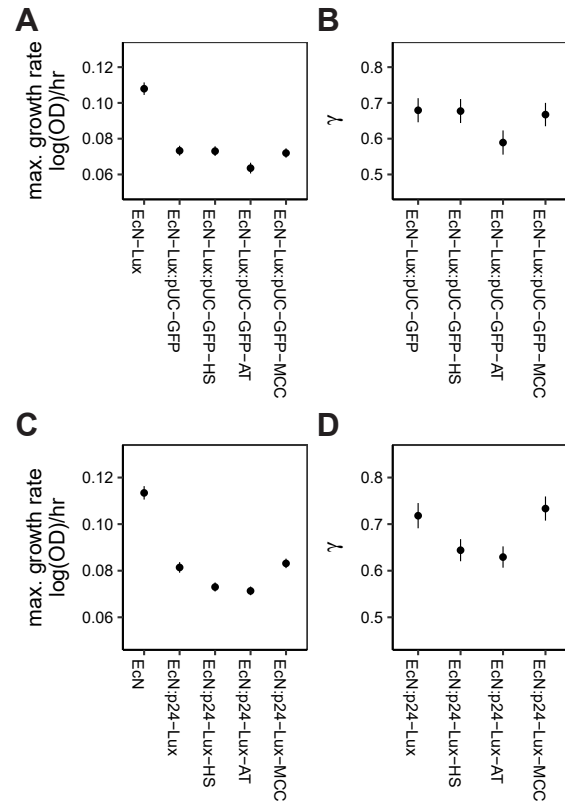 A
max. growth rate
log(OD)/hr
0.12
0.10
0.08
0.06
EcN−Lux
EcN−Lux:pUC−GFP
EcN−Lux:pUC−GFP−HS
EcN−Lux:pUC−GFP−AT
EcN−Lux:pUC−GFP−MCC
B
γ
0.8
0.7
0.6
0.5
EcN−Lux:pUC−GFP
EcN−Lux:pUC−GFP−HS
EcN−Lux:pUC−GFP−AT
EcN−Lux:pUC−GFP−MCC
C
max. growth rate
log(OD)/hr
0.12
0.10
0.08
0.06
EcN
EcN:p24−Lux
EcN:p24−Lux−HS
EcN:p24−Lux−AT
EcN:p24−Lux−MCC
D
γ
0.8
0.7
0.6
0.5
EcN:p24−Lux
EcN:p24−Lux−HS
EcN:p24−Lux−AT
EcN:p24−Lux−MCC